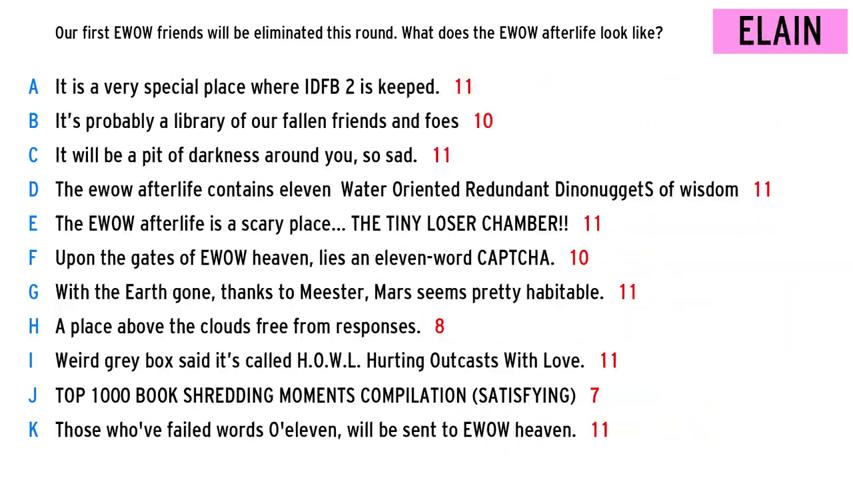 Our first EWOW friends will be eliminated this round. What does the EWOW afterlife look like?
ELAIN
A It is a very special place where IDFB 2 is keeped. 11
B It's probably a library of our fallen friends and foes 10
C It will be a pit of darkness around you, so sad. 11
D The ewow afterlife contains eleven  Water Oriented Redundant DinonuggetS of wisdom 11
E The EWOW afterlife is a scary place... THE TINY LOSER CHAMBER!! 11
F Upon the gates of EWOW heaven, lies an eleven-word CAPTCHA. 10
G With the Earth gone, thanks to Meester, Mars seems pretty habitable. 11
H A place above the clouds free from responses. 8
I Weird grey box said it's called H.O.W.L. Hurting Outcasts With Love. 11
J TOP 1000 BOOK SHREDDING MOMENTS COMPILATION (SATISFYING) 7
K Those who've failed words O'eleven, will be sent to EWOW heaven. 11